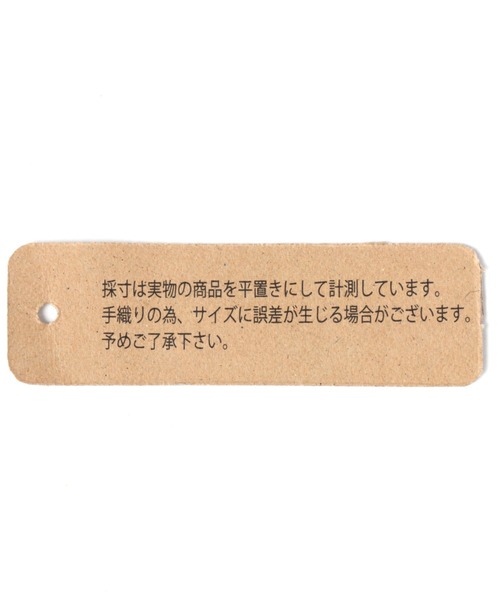 採寸は実物の商品を平置きにして計測しています。
手織りの為、サイズに誤差が生じる場合がございます。
予めご了承下さい。